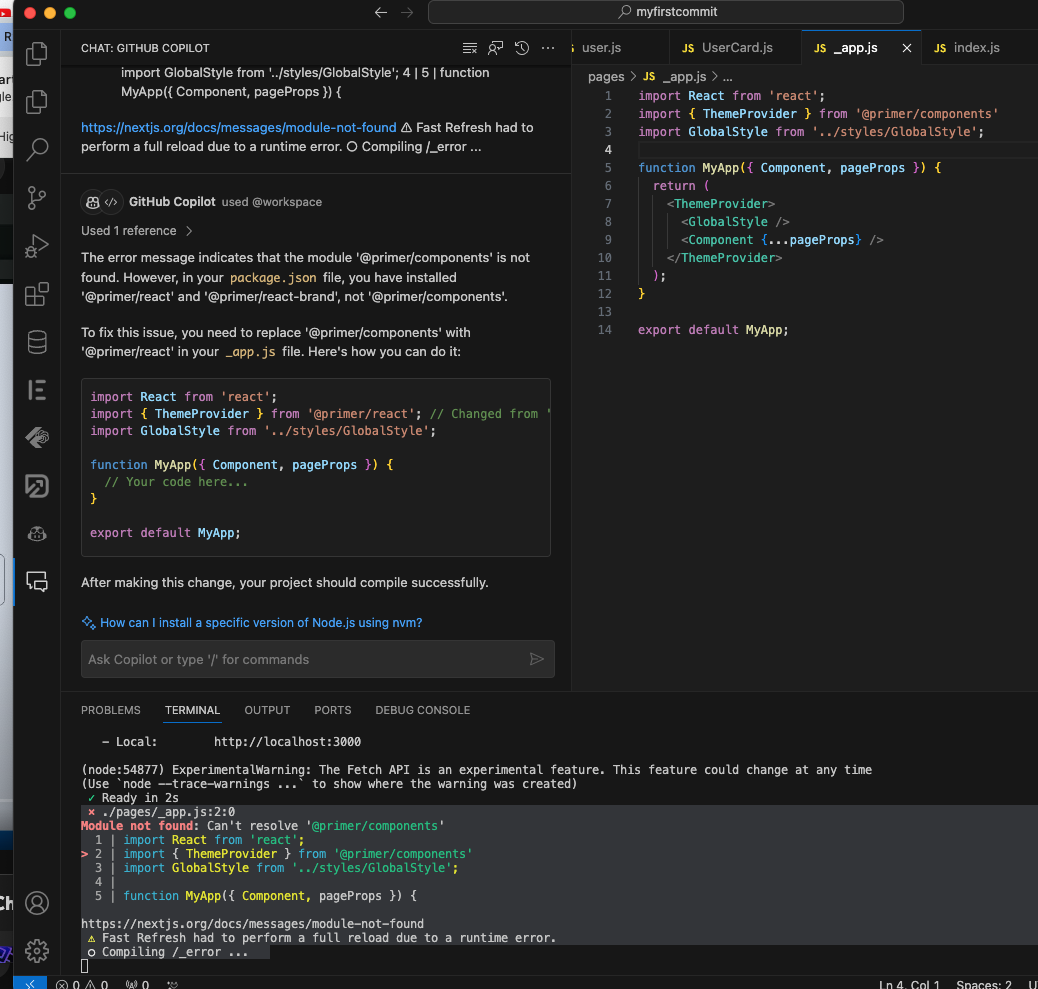 myfirstcommit
CHAT: GITHUB COPILOT
import GlobalStyle from '../styles/GlobalStyle'; 4 | 5 | function
MyApp({ Component, pageProps }) {
https://nextjs.org/docs/messages/module-not-found ⚠ Fast Refresh had to
perform a full reload due to a runtime error. ○ Compiling /_error ...
GitHub Copilot used @workspace
Used 1 reference >
The error message indicates that the module '@primer/components' is not
found. However, in your package.json file, you have installed
'@primer/react' and '@primer/react-brand', not '@primer/components'.
To fix this issue, you need to replace '@primer/components' with
'@primer/react' in your _app.js file. Here's how you can do it:
import React from 'react';
import { ThemeProvider } from '@primer/react'; // Changed from '
import GlobalStyle from '../styles/GlobalStyle';
function MyApp({ Component, pageProps }) {
// Your code here...
}
export default MyApp;
After making this change, your project should compile successfully.
How can I install a specific version of Node.js using nvm?
Ask Copilot or type '/' for commands
user.js
JS UserCard.js
JS _app.js ×
JS index.js
pages > JS _app.js > ...
1 import React from 'react';
2 import { ThemeProvider } from '@primer/components'
3 import GlobalStyle from '../styles/GlobalStyle';
4
5 function MyApp({ Component, pageProps }) {
6 return (
7 <ThemeProvider>
8 <GlobalStyle />
9 <Component {...pageProps} />
10 </ThemeProvider>
11 );
12 }
13
14 export default MyApp;
PROBLEMS TERMINAL OUTPUT PORTS DEBUG CONSOLE
- Local: http://localhost:3000
(node:54877) ExperimentalWarning: The Fetch API is an experimental feature. This feature could change at any time
(Use `node --trace-warnings ...` to show where the warning was created)
✓ Ready in 2s
⨯ ./pages/_app.js:2:0
Module not found: Can't resolve '@primer/components'
1 | import React from 'react';
> 2 | import { ThemeProvider } from '@primer/components'
3 | import GlobalStyle from '../styles/GlobalStyle';
4 |
5 | function MyApp({ Component, pageProps }) {
https://nextjs.org/docs/messages/module-not-found
⚠ Fast Refresh had to perform a full reload due to a runtime error.
○ Compiling /_error ...
0 0 0
Ln 4, Col 1 Spaces: 2